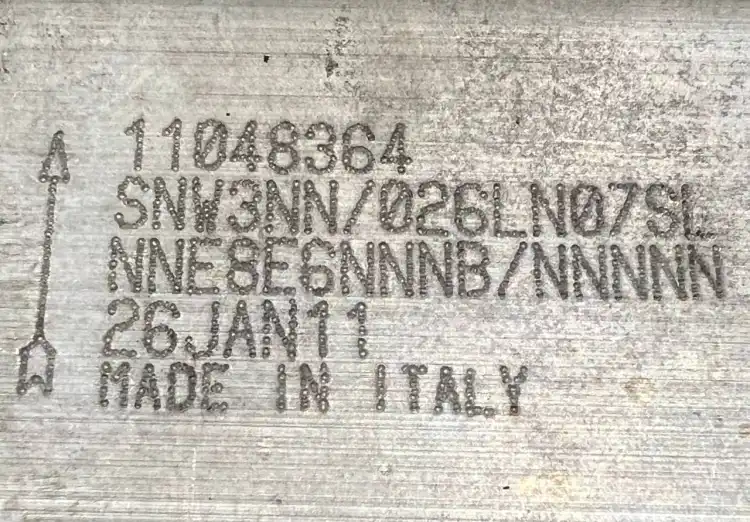 11048364
SNW3NN/026LN07SL
NNE8E6NNNB/NNNNN
26JAN11
MADE IN ITALY